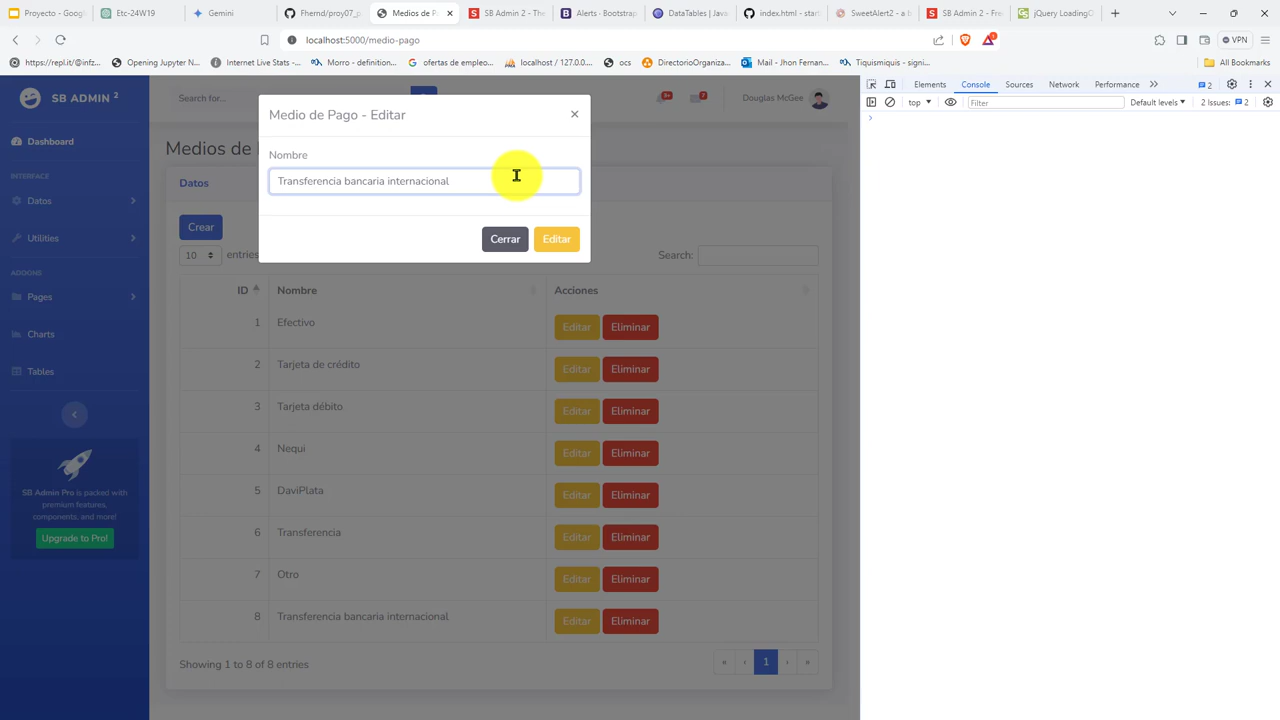 Proyecto - Googl
Etc-24W19
Gemini
Fhernd/proy07_p
Medios de P
SB Admin 2 - The
Alerts · Bootstrap
DataTables | Java
index.html - start
SweetAlert2 - a b
SB Admin 2 - Fre
jQuery LoadingO
localhost:5000/medio-pago
VPN
https://repl.it/@infz...
Opening Jupyter N...
Internet Live Stats -...
Morro - definition...
ofertas de empleo...
localhost / 127.0.0....
ocs
DirectorioOrganiza...
Mail - Jhon Fernan...
Tiquismiquis - signi...
All Bookmarks
SB ADMIN 2
Dashboard
INTERFACE
Datos
Utilities
ADDONS
Pages
Charts
Tables
SB Admin Pro is packed with
premium features,
components, and more!
Upgrade to Pro!
Search for...
3+
7
Douglas McGee
Medios de
Datos
Crear
10 entries
Search:
ID Nombre Acciones
1 Efectivo Editar Eliminar
2 Tarjeta de crédito Editar Eliminar
3 Tarjeta débito Editar Eliminar
4 Nequi Editar Eliminar
5 DaviPlata Editar Eliminar
6 Transferencia Editar Eliminar
7 Otro Editar Eliminar
8 Transferencia bancaria internacional Editar Eliminar
Showing 1 to 8 of 8 entries
« ‹ 1 › »
Medio de Pago - Editar
×
Nombre
Transferencia bancaria internacional
Cerrar Editar
Elements Console Sources Network Performance » 2
top Filter Default levels 2 Issues: 2